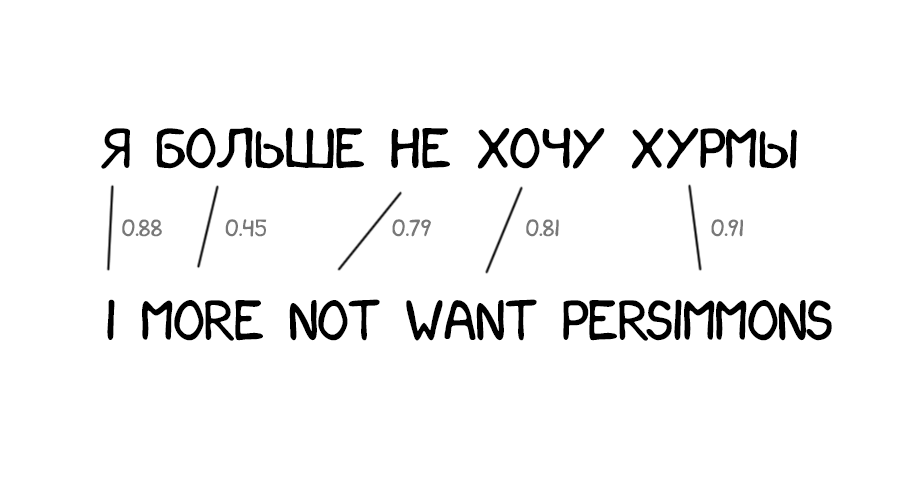 Я БОЛЬШЕ НЕ ХОЧУ ХУРМЫ
0.88 0.45 0.79 0.81 0.91
I MORE NOT WANT PERSIMMONS